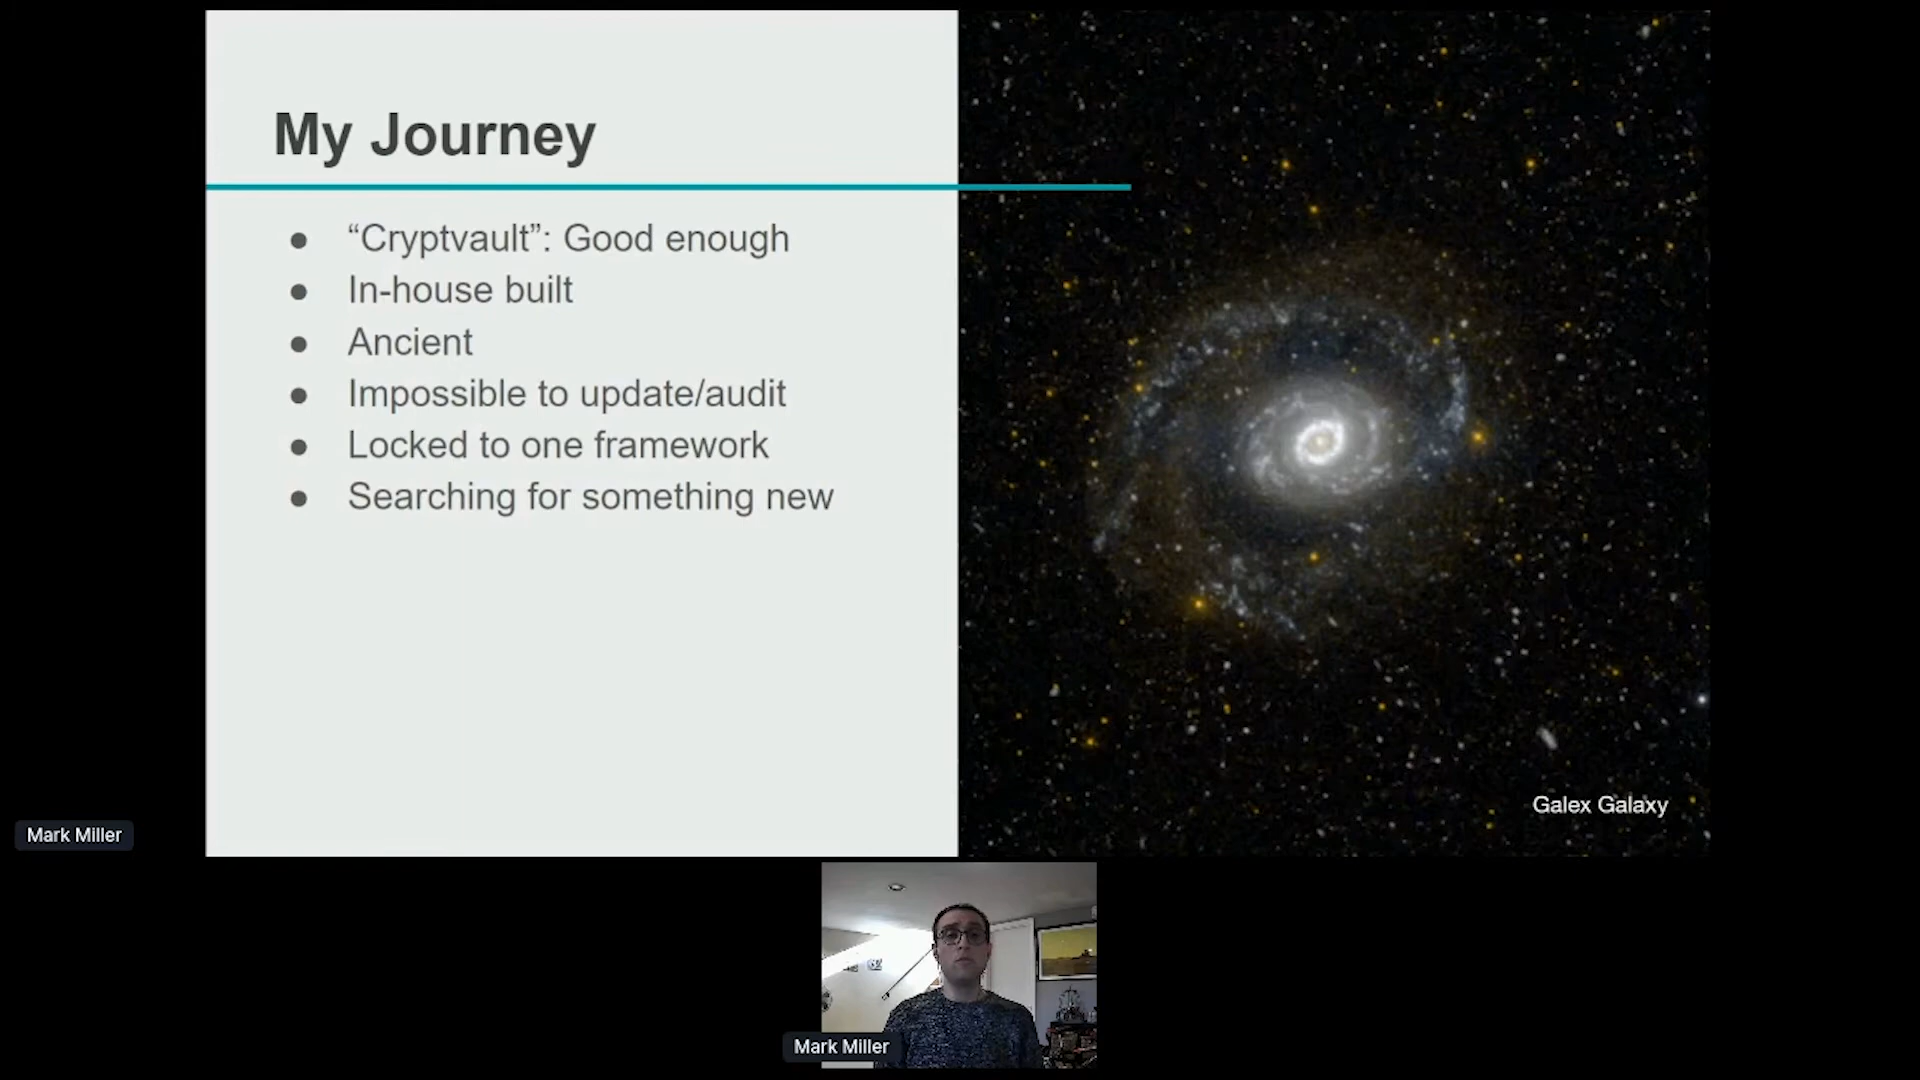 My Journey
● “Cryptvault”: Good enough
● In-house built
● Ancient
● Impossible to update/audit
● Locked to one framework
● Searching for something new
Galex Galaxy
Mark Miller
Mark Miller